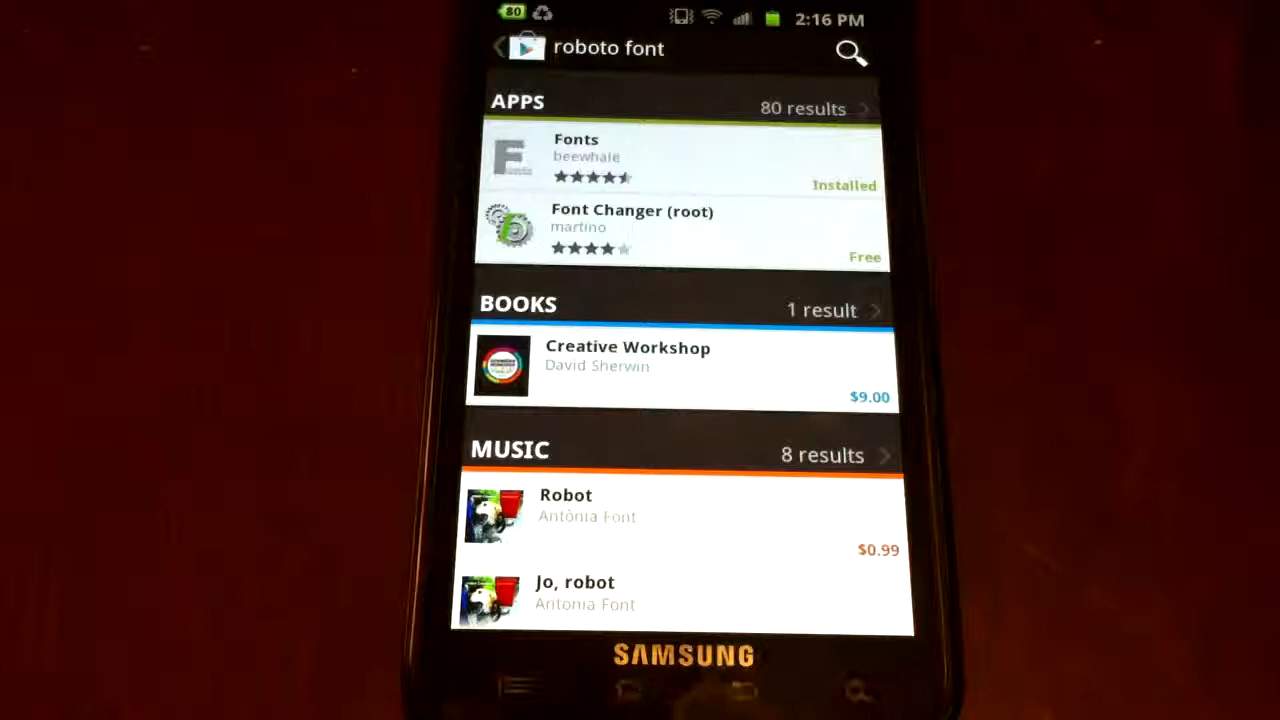 80
2:16 PM
roboto font
APPS
80 results
Fonts
beewhale
Installed
Font Changer (root)
martino
Free
BOOKS
1 result
Creative Workshop
David Sherwin
$9.00
MUSIC
8 results
Robot
Antònia Font
$0.99
Jo, robot
Antonia Font
SAMSUNG